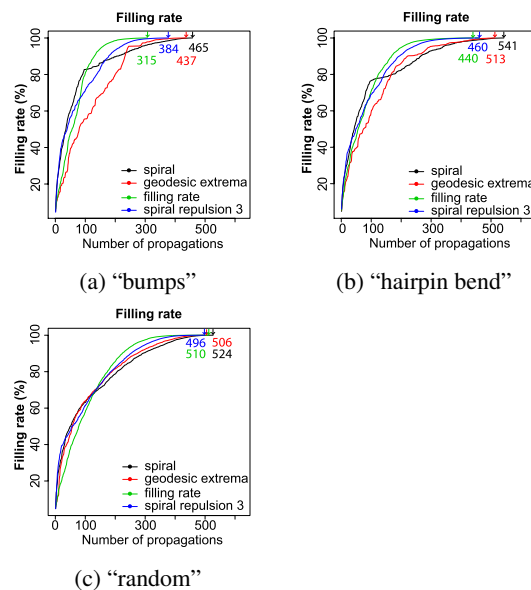 Filling rate
Filling rate (%)
100
80
60
40
20
384
465
315
437
spiral
geodesic extrema
filling rate
spiral repulsion 3
0
100
300
500
Number of propagations
(a) “bumps”
Filling rate
Filling rate (%)
100
80
60
40
20
460
541
440
513
spiral
geodesic extrema
filling rate
spiral repulsion 3
0
100
300
500
Number of propagations
(b) “hairpin bend”
Filling rate
Filling rate (%)
100
80
60
40
20
496
506
510
524
spiral
geodesic extrema
filling rate
spiral repulsion 3
0
100
300
500
Number of propagations
(c) “random”